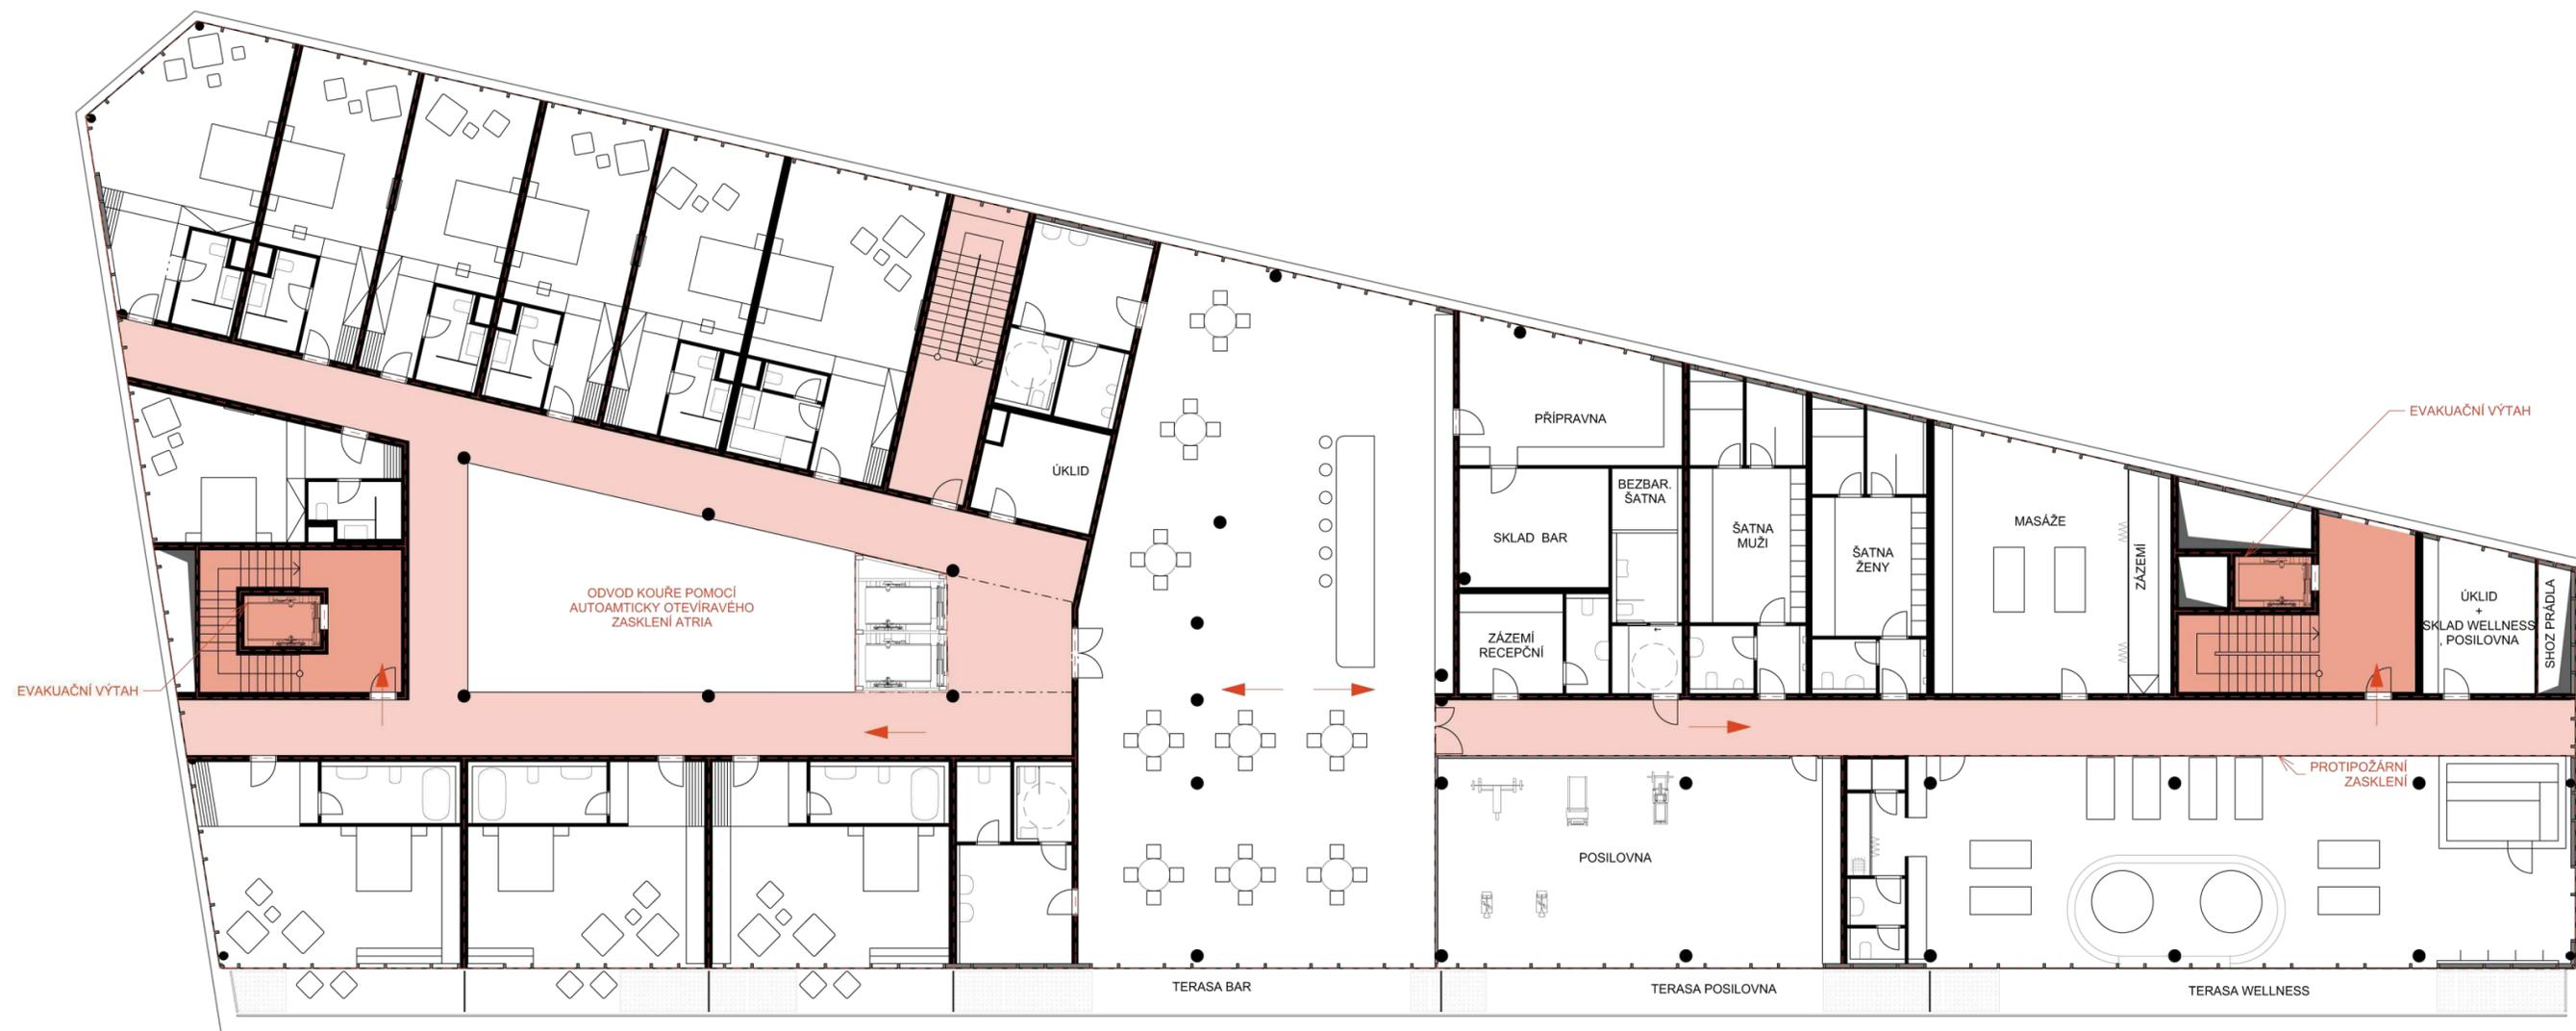 EVAKUAČNÍ VÝTAH
PŘÍPRAVNA
ÚKLID
BEZBAR.
ŠATNA
SKLAD BAR
ŠATNA
MUŽI
ŠATNA
ŽENY
MASÁŽE
ZÁZEMÍ
ODVOD KOUŘE POMOCÍ
AUTOAMTICKY OTEVÍRAVÉHO
ZASKLENÍ ATRIA
ÚKLID
+
SKLAD WELLNESS
, POSILOVNA
SHOZ PRÁDLA
ZÁZEMÍ
RECEPČNÍ
EVAKUAČNÍ VÝTAH
PROTIPOŽÁRNÍ
ZASKLENÍ
POSILOVNA
TERASA BAR
TERASA POSILOVNA
TERASA WELLNESS